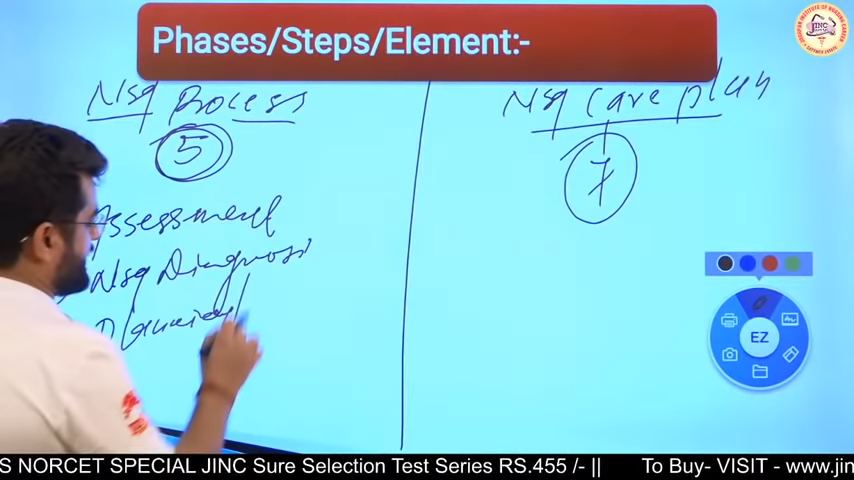 Phases/Steps/Element:-
Nsg Process
5
Assessment
Nsg Diagnosis
Planning
Nsg Care plan
7
JINC
EZ
S NORCET SPECIAL JINC Sure Selection Test Series RS.455 /- || To Buy- VISIT - www.jin